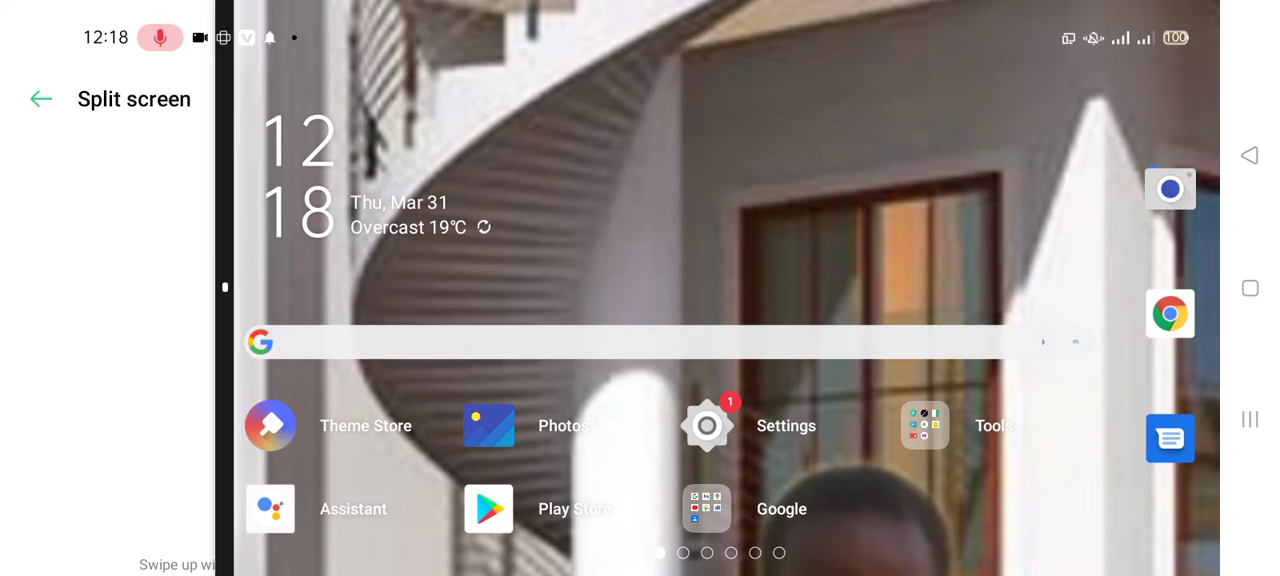 12:18
100
Split screen
12
18
Thu, Mar 31
Overcast 19℃
Theme Store
Photos
Settings
1
Tools
Assistant
Play Store
Google
Swipe up wi